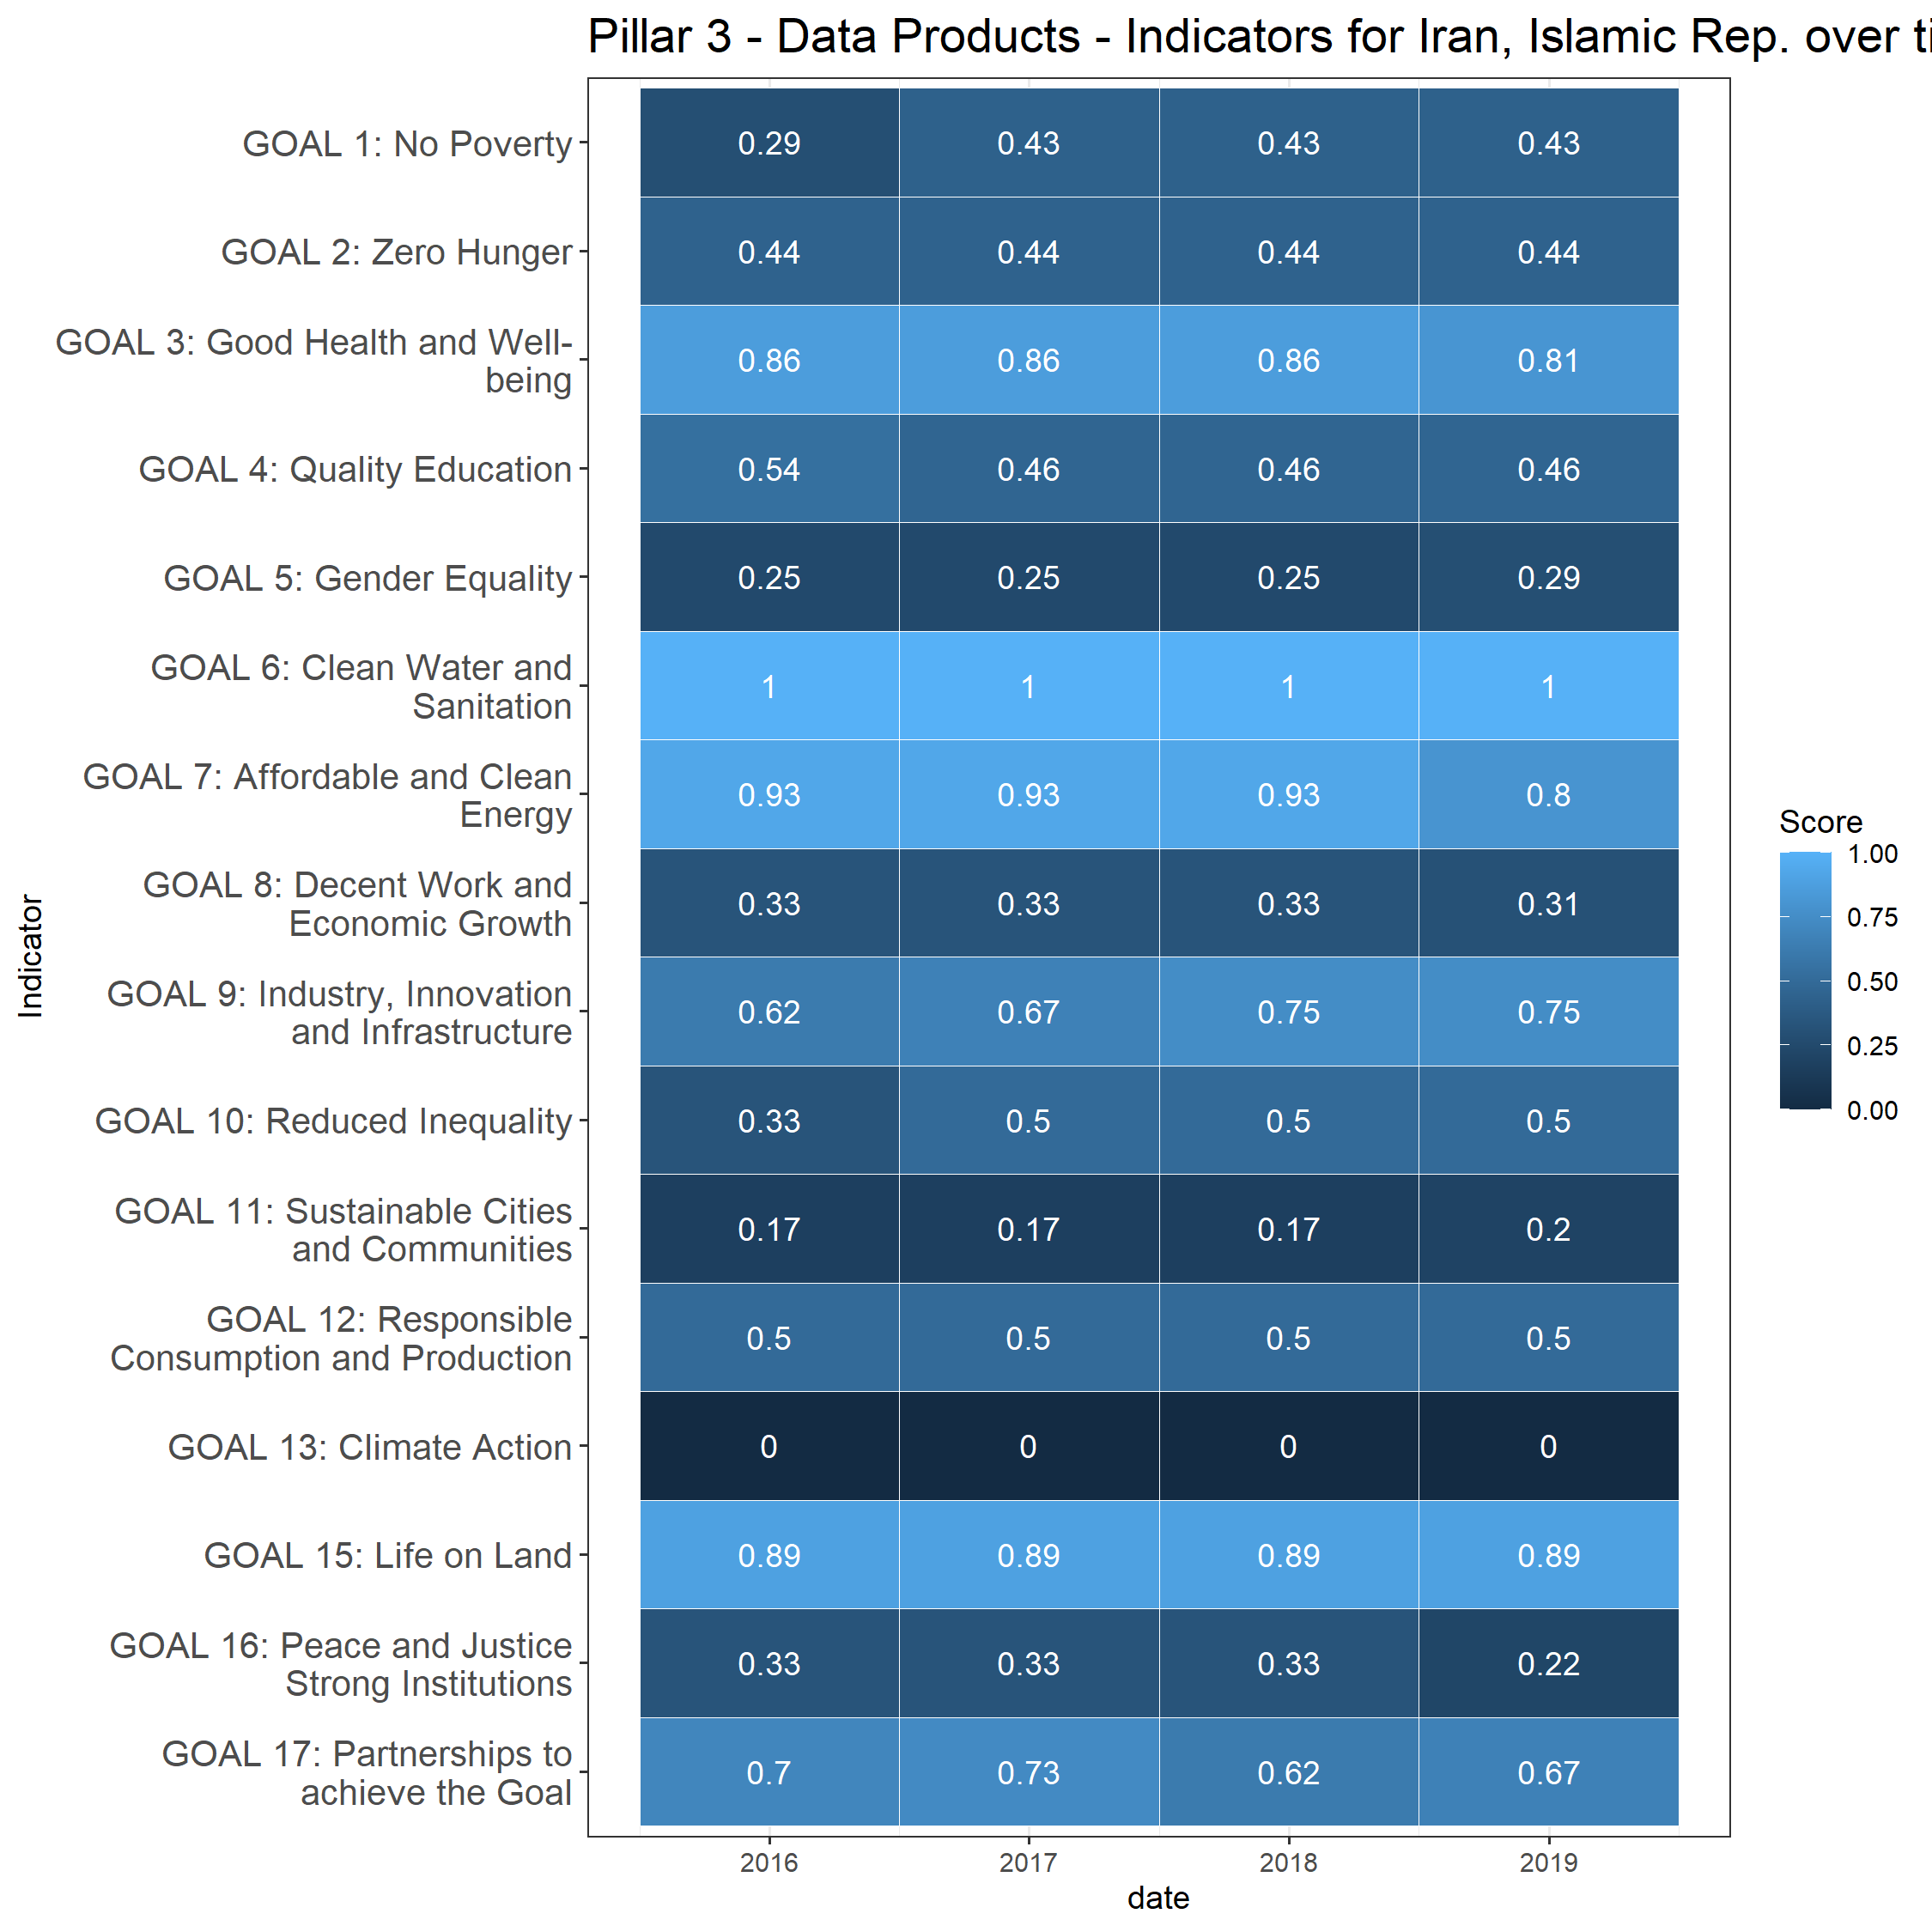 Pillar 3 - Data Products - Indicators for Iran, Islamic Rep. over ti
GOAL 1: No Poverty 0.29 0.43 0.43 0.43
GOAL 2: Zero Hunger 0.44 0.44 0.44 0.44
GOAL 3: Good Health and Well-
being
0.86 0.86 0.86 0.81
GOAL 4: Quality Education 0.54 0.46 0.46 0.46
GOAL 5: Gender Equality 0.25 0.25 0.25 0.29
GOAL 6: Clean Water and
Sanitation
1 1 1 1
GOAL 7: Affordable and Clean
Energy
0.93 0.93 0.93 0.8
GOAL 8: Decent Work and
Economic Growth
0.33 0.33 0.33 0.31
GOAL 9: Industry, Innovation
and Infrastructure
0.62 0.67 0.75 0.75
GOAL 10: Reduced Inequality 0.33 0.5 0.5 0.5
GOAL 11: Sustainable Cities
and Communities
0.17 0.17 0.17 0.2
GOAL 12: Responsible
Consumption and Production
0.5 0.5 0.5 0.5
GOAL 13: Climate Action 0 0 0 0
GOAL 15: Life on Land 0.89 0.89 0.89 0.89
GOAL 16: Peace and Justice
Strong Institutions
0.33 0.33 0.33 0.22
GOAL 17: Partnerships to
achieve the Goal
0.7 0.73 0.62 0.67
2016 2017 2018 2019
date
Indicator
Score
1.00
0.75
0.50
0.25
0.00